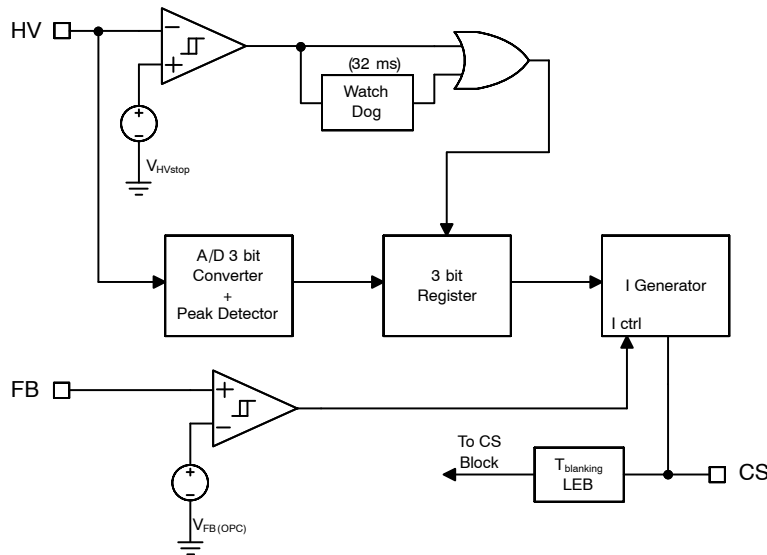 HV
−
+
(32 ms)
Watch
Dog
+
−
VHVstop
A/D 3 bit
Converter
+
Peak Detector
3 bit
Register
I Generator
I ctrl
FB
+
−
To CS
Block
Tblanking
LEB
CS
+
−
VFB(OPC)